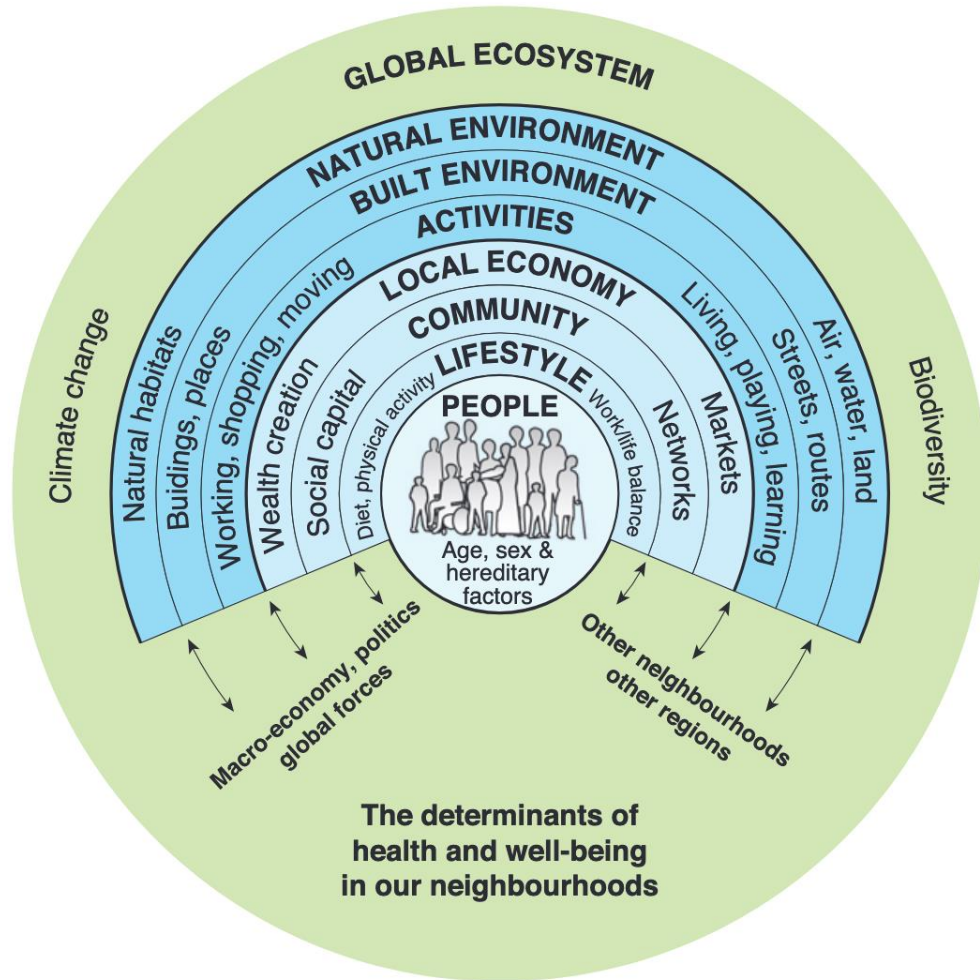 GLOBAL ECOSYSTEM
NATURAL ENVIRONMENT
BUILT ENVIRONMENT
ACTIVITIES
LOCAL ECONOMY
COMMUNITY
LIFESTYLE
PEOPLE
Age, sex &
hereditary
factors
Climate change
Natural habitats
Buidings, places
Working, shopping, moving
Wealth creation
Social capital
Diet, physical activity
Work/life balance
Networks
Markets
Living, playing, learning
Streets, routes
Air, water, land
Biodiversity
Macro-economy, politics
global forces
Other neighbourhoods
other regions
The determinants of
health and well-being
in our neighbourhoods